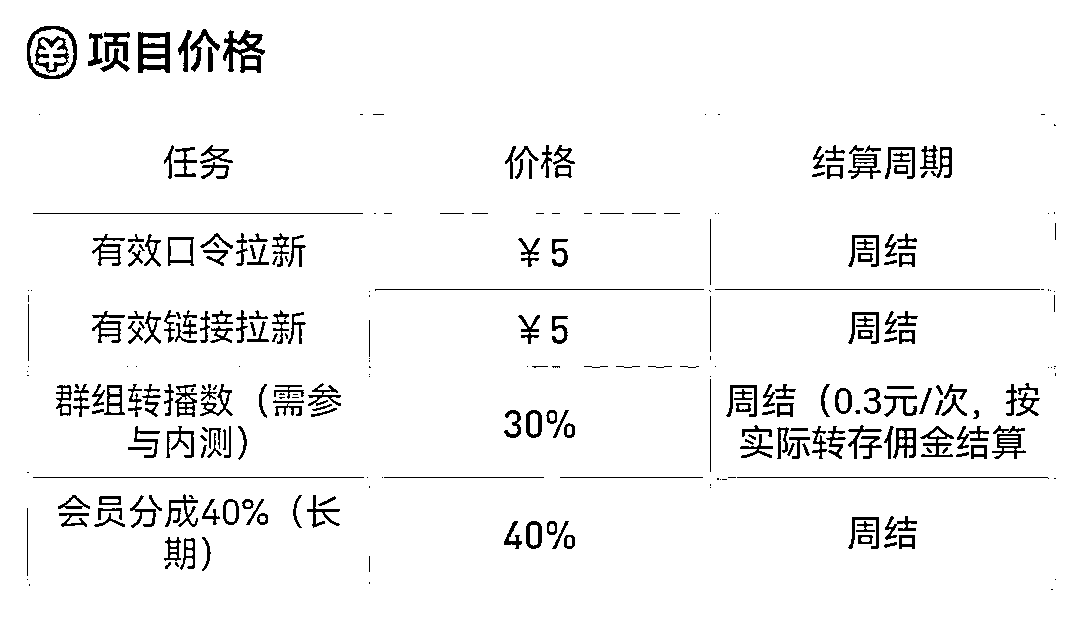 项目价格
任务 价格 结算周期
有效口令拉新 ¥5 周结
有效链接拉新 ¥5 周结
群组转播数（需参
与内测）
30%
周结（0.3元/次，按
实际转存佣金结算
会员分成40%（长
期）
40%
周结